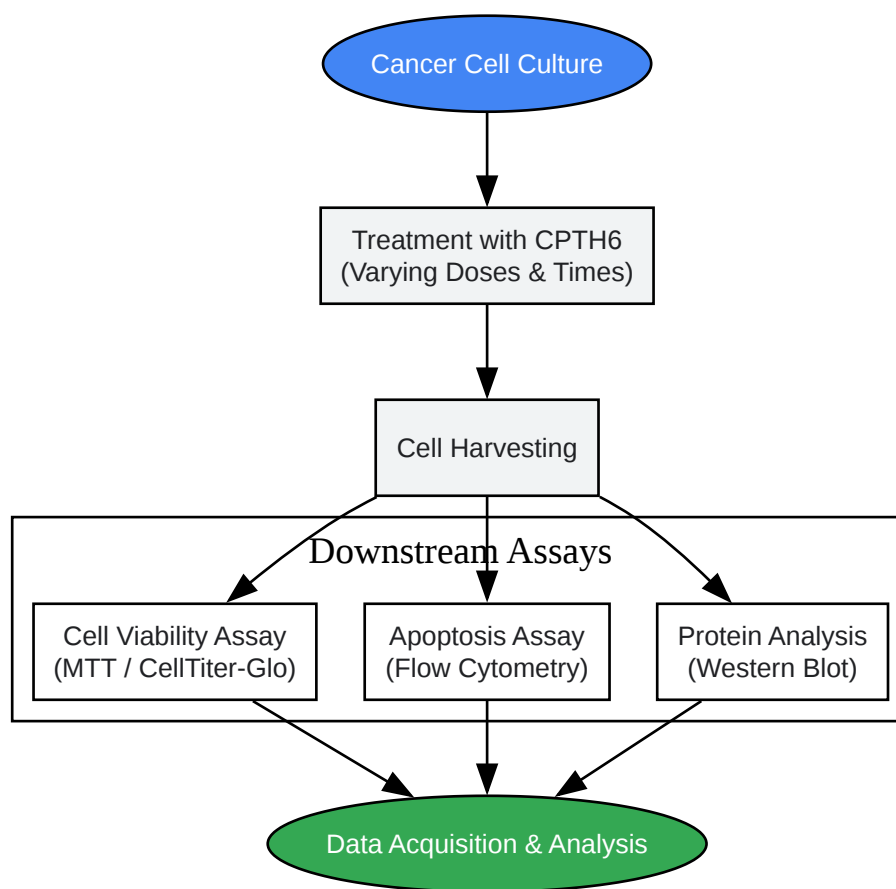 Cancer Cell Culture
Treatment with CPTH6
(Varying Doses & Times)
Cell Harvesting
Downstream Assays
Cell Viability Assay
(MTT / CellTiter-Glo)
Apoptosis Assay
(Flow Cytometry)
Protein Analysis
(Western Blot)
Data Acquisition & Analysis